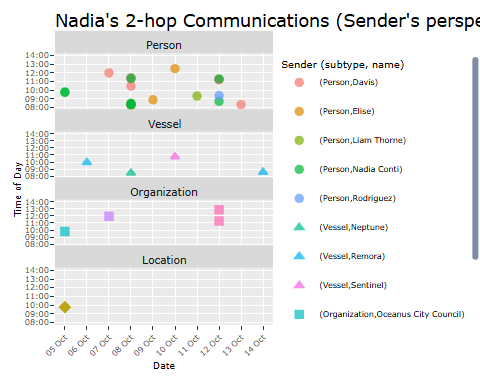 Nadia's 2-hop Communications (Sender's perspe
Person
14:00
13:00
12:00
11:00
10:00
09:00
08:00
Vessel
14:00
13:00
12:00
11:00
10:00
09:00
08:00
Organization
14:00
13:00
12:00
11:00
10:00
09:00
08:00
Location
14:00
13:00
12:00
11:00
10:00
09:00
08:00
Time of Day
05 Oct
06 Oct
07 Oct
08 Oct
09 Oct
10 Oct
11 Oct
12 Oct
13 Oct
14 Oct
Date
Sender (subtype, name)
(Person,Davis)
(Person,Elise)
(Person,Liam Thorne)
(Person,Nadia Conti)
(Person,Rodriguez)
(Vessel,Neptune)
(Vessel,Remora)
(Vessel,Sentinel)
(Organization,Oceanus City Council)